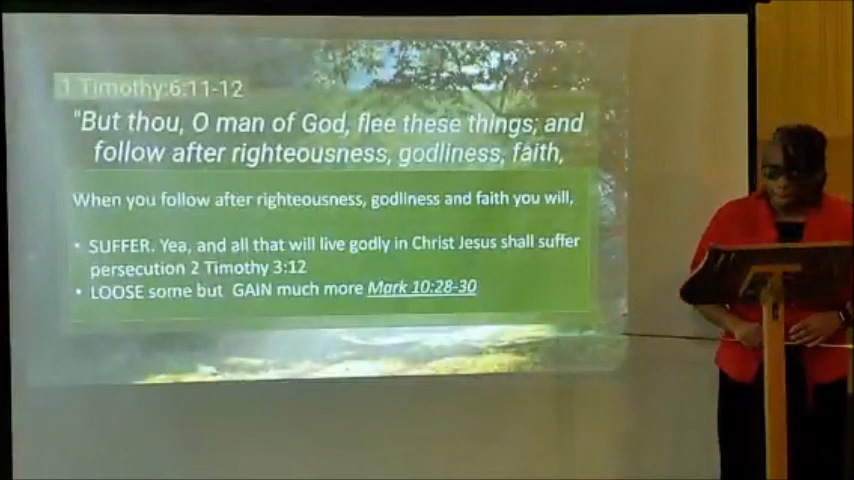 1 Timothy:6:11-12
"But thou, O man of God, flee these things; and
follow after righteousness, godliness, faith,
When you follow after righteousness, godliness and faith you will,
• SUFFER. Yea, and all that will live godly in Christ Jesus shall suffer
persecution 2 Timothy 3:12
• LOOSE some but GAIN much more Mark 10:28-30